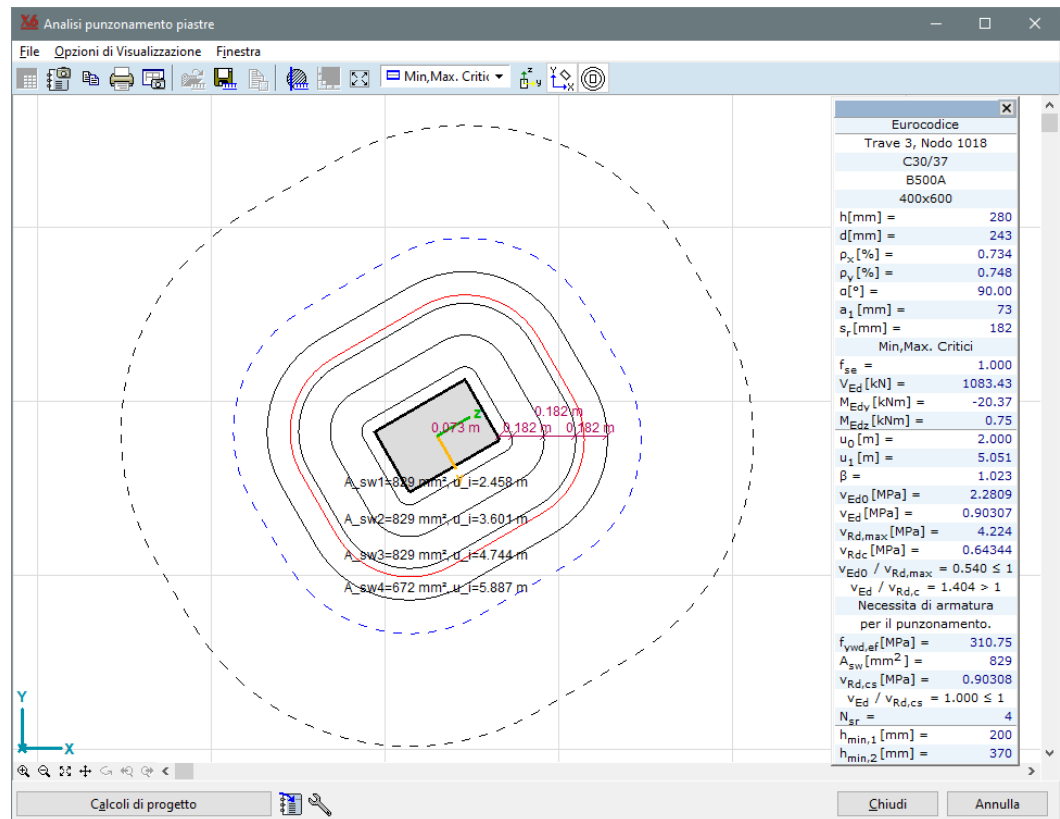 Analisi punzonamento piastre
File Opzioni di Visualizzazione Finestra
Min,Max. Critic
Eurocodice
Trave 3, Nodo 1018
C30/37
B500A
400x600
h[mm] = 280
d[mm] = 243
ρx[%] = 0.734
ρy[%] = 0.748
α[°] = 90.00
a1[mm] = 73
sr[mm] = 182
Min,Max. Critici
fse = 1.000
VEd[kN] = 1083.43
MEdy[kNm] = -20.37
MEdz[kNm] = 0.75
u0[m] = 2.000
u1[m] = 5.051
β = 1.023
vEd0[MPa] = 2.2809
vEd[MPa] = 0.90307
vRd,max[MPa] = 4.224
vRdc[MPa] = 0.64344
vEd0 / vRd,max = 0.540 ≤ 1
vEd / vRd,c = 1.404 > 1
Necessita di armatura
per il punzonamento.
fywd,ef[MPa] = 310.75
Asw[mm²] = 829
vRd,cs[MPa] = 0.90308
vEd / vRd,cs = 1.000 ≤ 1
Nsr = 4
hmin,1[mm] = 200
hmin,2[mm] = 370
0.182 m
0.073 m 0.182 m 0.182 m
z
y
A_sw1=829 mm², u_i=2.458 m
A_sw2=829 mm², u_i=3.601 m
A_sw3=829 mm², u_i=4.744 m
A_sw4=672 mm², u_i=5.887 m
Y
X
Calcoli di progetto
Chiudi
Annulla